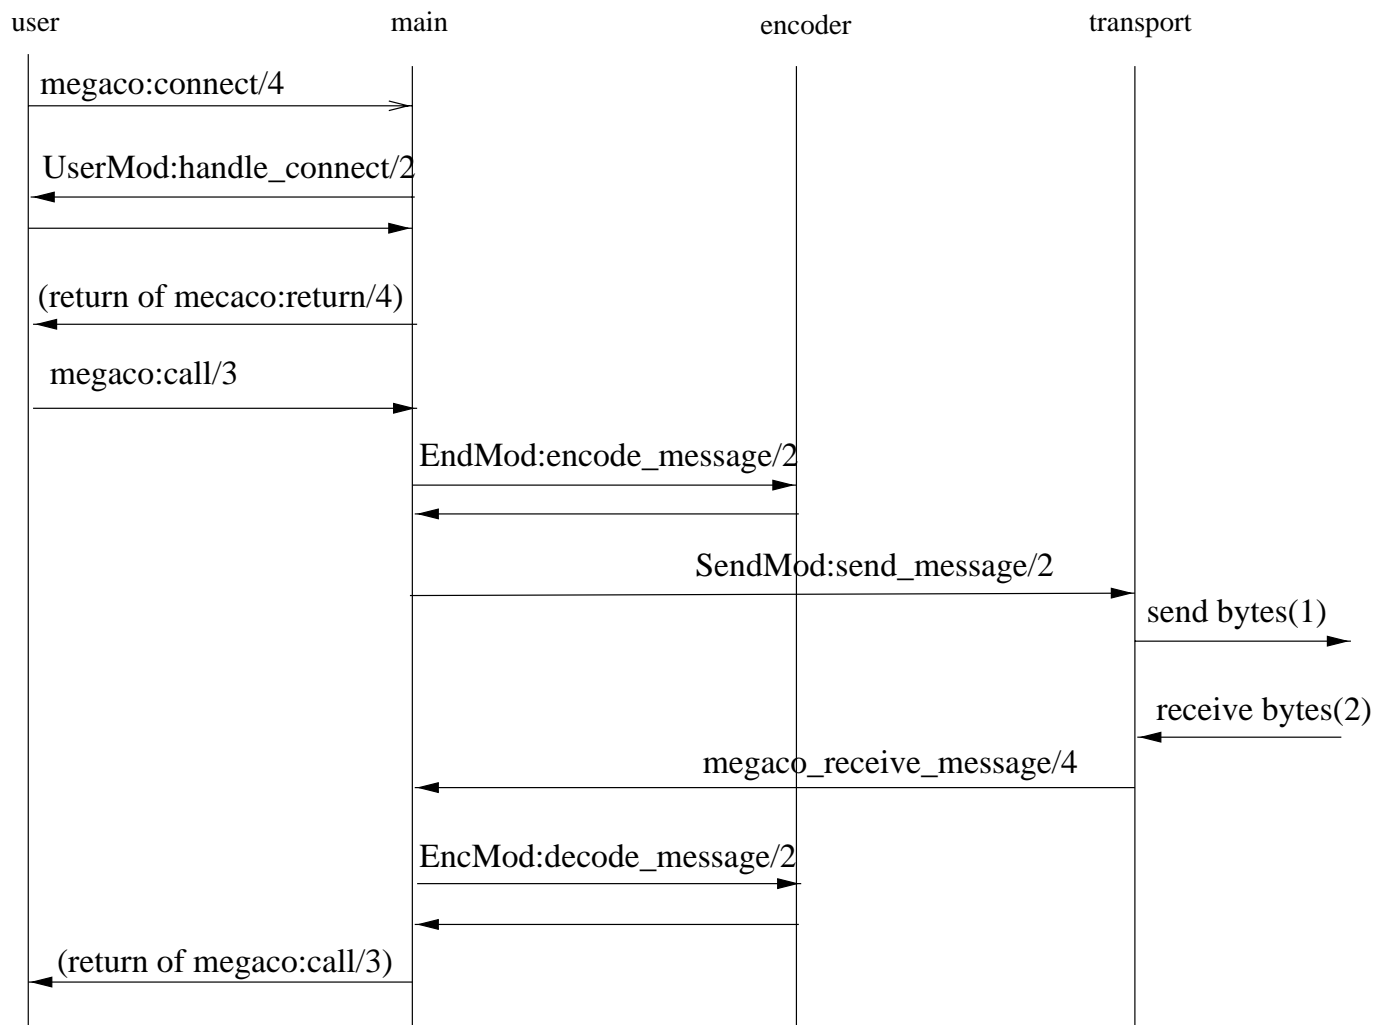 user
main
encoder
transport
megaco:connect/4
UserMod:handle_connect/2
(return of mecaco:return/4)
megaco:call/3
EndMod:encode_message/2
SendMod:send_message/2
send bytes(1)
receive bytes(2)
megaco_receive_message/4
EncMod:decode_message/2
(return of megaco:call/3)